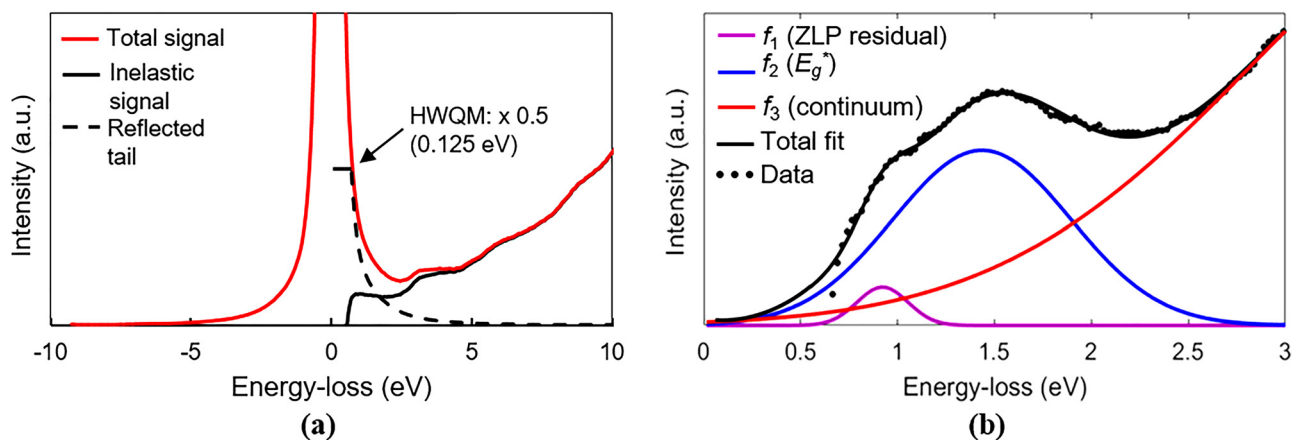 Total signal
Inelastic
signal
Reflected
tail
HWQM: x 0.5
(0.125 eV)
Intensity (a.u.)
-10
-5
0
5
10
Energy-loss (eV)
(a)
f1 (ZLP residual)
f2 (Eg*)
f3 (continuum)
Total fit
Data
Intensity (a.u.)
0
0.5
1
1.5
2
2.5
3
Energy-loss (eV)
(b)